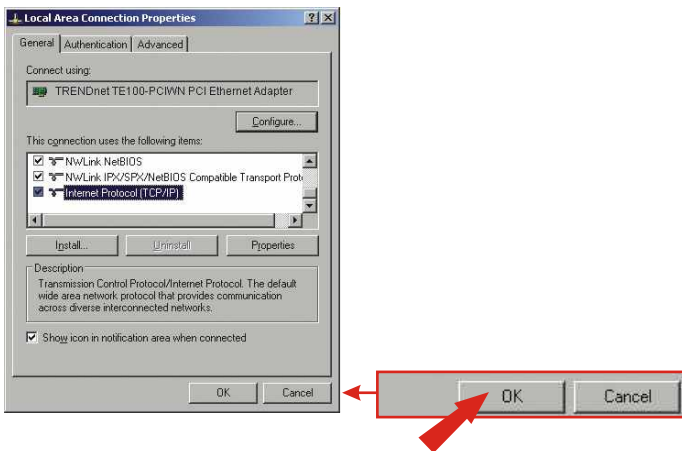 Local Area Connection Properties
General Authentication Advanced
Connect using:
TRENDnet TE100-PCIWN PCI Ethernet Adapter
Configure...
This connection uses the following items:
NWLink NetBIOS
NWLink IPX/SPX/NetBIOS Compatible Transport Prot
Internet Protocol (TCP/IP)
Install... Uninstall Properties
Description
Transmission Control Protocol/Internet Protocol. The default
wide area network protocol that provides communication
across diverse interconnected networks.
Show icon in notification area when connected
OK Cancel
OK Cancel